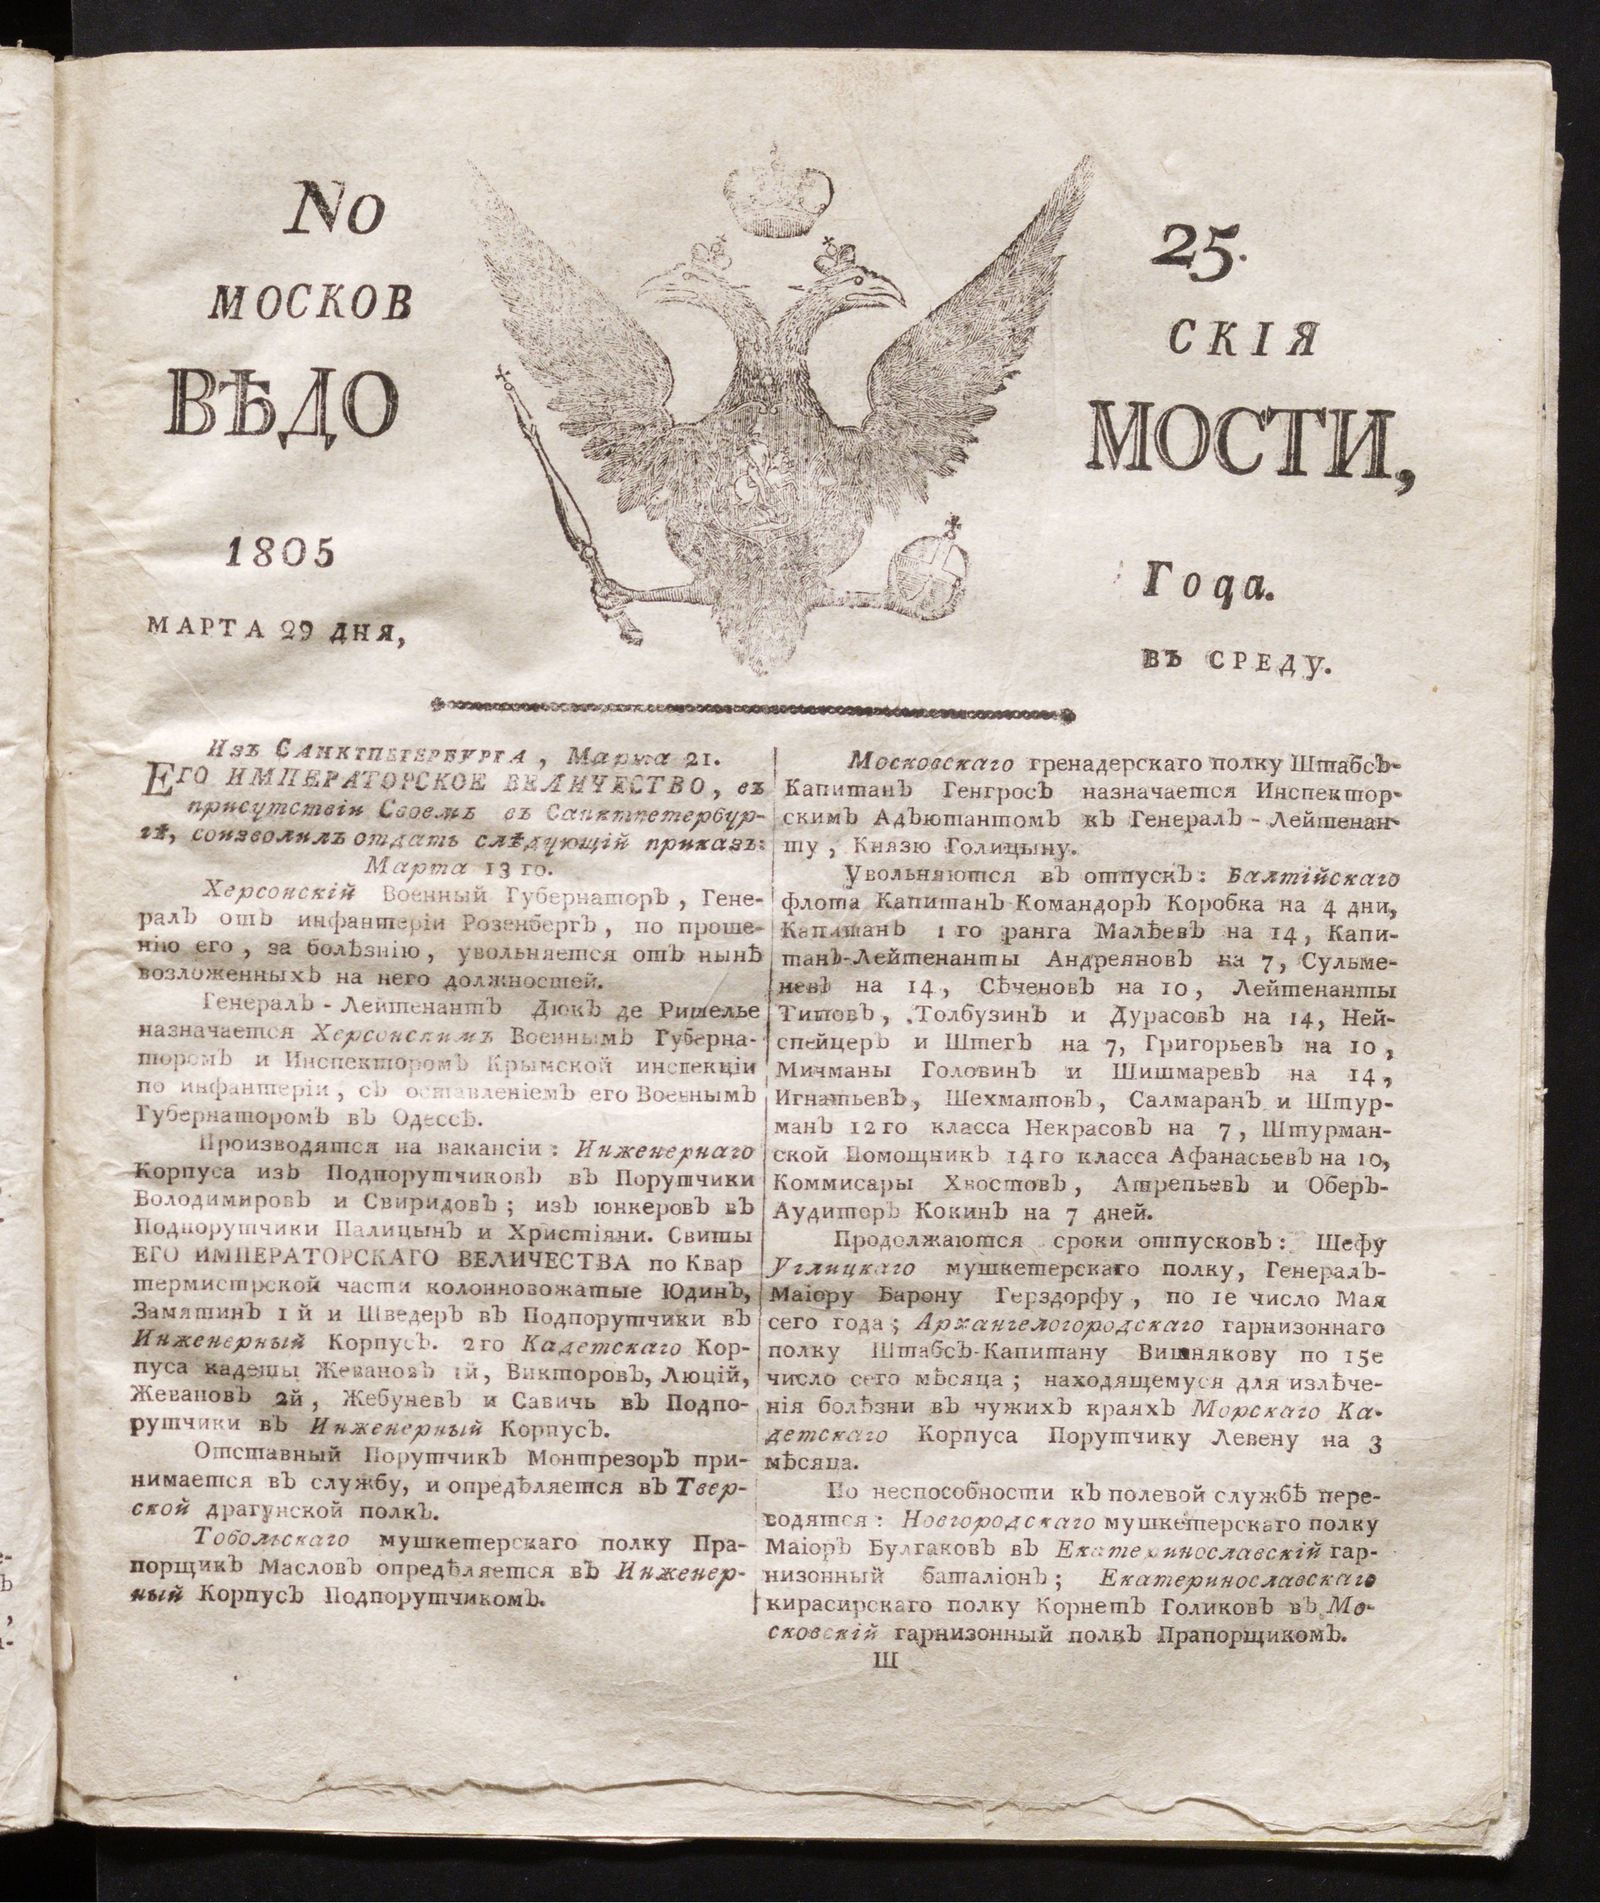 No 25.
МОСКОВ СКІЯ
ВѢДО МОСТИ,
1805 Года.
МАРТА 29 ДНЯ, ВЪ СРЕДУ.
Изъ Санктпетербурга, Марта 21.
ЕГО ИМПЕРАТОРСКОЕ ВЕЛИЧЕСТВО, въ
присутствіи Своемъ въ Санктпетербур-
гѣ, соизволилъ отдать слѣдующій приказъ:
Марта 13 го.
Херсонскій Военный Губернаторъ, Гене-
ралъ отъ инфантеріи Розенбергъ, по проше-
нію его, за болѣзнію, увольняется отъ нынѣ
возложенныхъ на него должностей.
Генералъ-Лейтенантъ Дюкъ де Ришелье
назначается Херсонскимъ Военнымъ Губерна-
торомъ и Инспекторомъ Крымской инспекціи
по инфантеріи, съ оставленіемъ его Военнымъ
Губернаторомъ въ Одессѣ.
Производятся на вакансіи: Инженернаго
Корпуса изъ Подпорутчиковъ въ Порутчики
Володимировъ и Свиридовъ; изъ юнкеровъ въ
Подпорутчики Палицынъ и Христіяни. Свиты
ЕГО ИМПЕРАТОРСКАГО ВЕЛИЧЕСТВА по Квар
термистрской части колонновожатые Юдинъ,
Замятинъ 1й и Шведеръ въ Подпорутчики въ
Инженерный Корпусъ. 2го Кадетскаго Кор-
пуса кадеты Жевановъ 1й, Викторовъ, Люцій,
Жевановъ 2й, Жебуневъ и Савичь въ Подпо-
рутчики въ Инженерный Корпусъ.
Отставный Порутчикъ Монтрезоръ при-
нимается въ службу, и опредѣляется въ Твер-
ской драгунской полкъ.
Тобольскаго мушкетерскаго полку Пра-
порщикъ Масловъ опредѣляется въ Инженер-
ный Корпусъ Подпорутчикомъ.
Московскаго гренадерскаго полку Штабсъ-
Капитанъ Генгросъ назначается Инспектор-
скимъ Адъютантомъ къ Генералъ-Лейтенан-
ту, Князю Голицыну.
Увольняются въ отпускъ: Балтійскаго
флота Капитанъ-Командоръ Коробка на 4 дни,
Капитанъ 1го ранга Малѣевъ на 14, Капи-
танъ-Лейтенанты Андреяновъ на 7, Сульме-
невъ на 14, Сѣченовъ на 10, Лейтенанты
Титовъ, Толбузинъ и Дурасовъ на 14, Ней-
спейцеръ и Штегъ на 7, Григорьевъ на 10,
Мичманы Головинъ и Шишмаревъ на 14,
Игнатьевъ, Шехматовъ, Салмаранъ и Штур-
манъ 12го класса Некрасовъ на 7, Штурман-
ской Помощникъ 14го класса Афанасьевъ на 10,
Коммисары Хвостовъ, Атрепьевъ и Оберъ-
Аудиторъ Кокинъ на 7 дней.
Продолжаются сроки отпусковъ: Шефу
Углицкаго мушкетерскаго полку, Генералъ-
Маіору Барону Герздорфу, по 1е число Мая
сего года; Архангелогородскаго гарнизоннаго
полку Штабсъ-Капитану Вишнякову по 15е
число сего мѣсяца; находящемуся для излѣче-
нія болѣзни въ чужихъ краяхъ Морскаго Ка-
детскаго Корпуса Порутчику Левену на 3
мѣсяца.
По неспособности къ полевой службѣ пере-
водятся: Новгородскаго мушкетерскаго полку
Маіоръ Булгаковъ въ Екатеринославскій гар-
низонный баталіонъ; Екатеринославскаго
кирасирскаго полку Корнетъ Голиковъ въ Мо-
сковскій гарнизонный полкъ Прапорщикомъ.
Ш